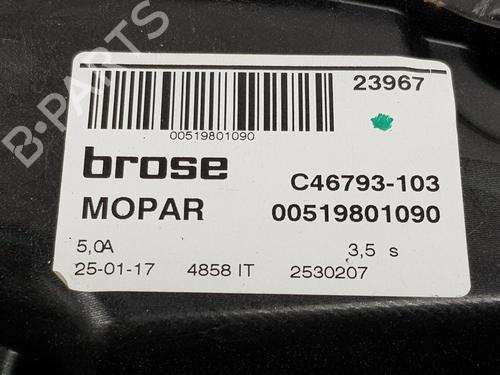 23967
00519801090
brose
C46793-103
MOPAR
00519801090
5,0A
3,5 s
25-01-17 4858 IT 2530207
B-PARTS